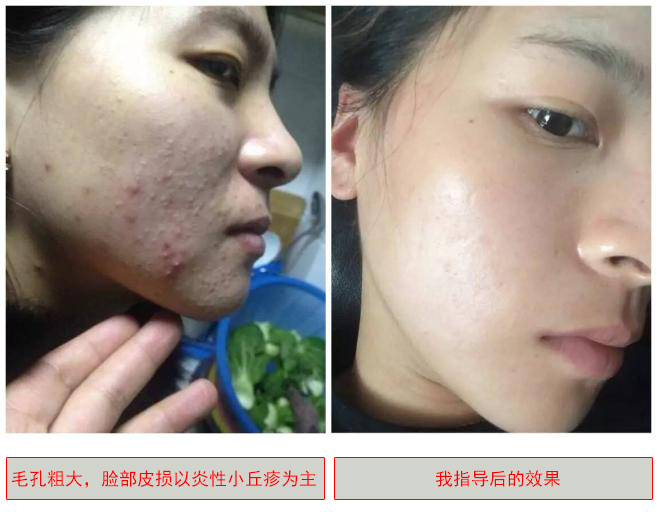 毛孔粗大，脸部皮损以炎性小丘疹为主
我指导后的效果